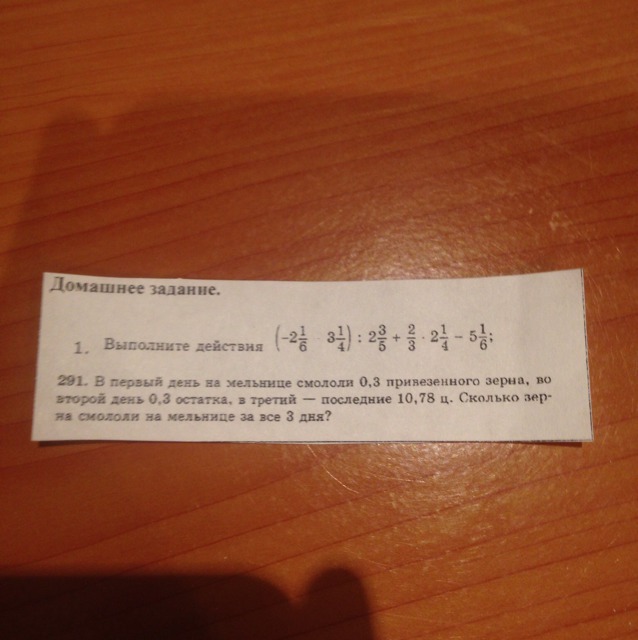 Домашнее задание.
1. Выполните действия (-2 1/6   3 1/4) : 2 3/5 + 2/3 · 2 1/4 - 5 1/6;
291. В первый день на мельнице смололи 0,3 привезенного зерна, во
второй день 0,3 остатка, в третий — последние 10,78 ц. Сколько зер-
на смололи на мельнице за все 3 дня?